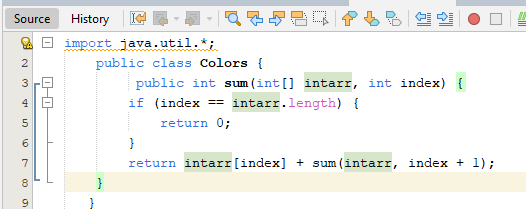 Source History
import java.util.*;
2 public class Colors {
3 public int sum(int[] intarr, int index) {
4 if (index == intarr.length) {
5 return 0;
6 }
7 return intarr[index] + sum(intarr, index + 1);
8 }
9 }